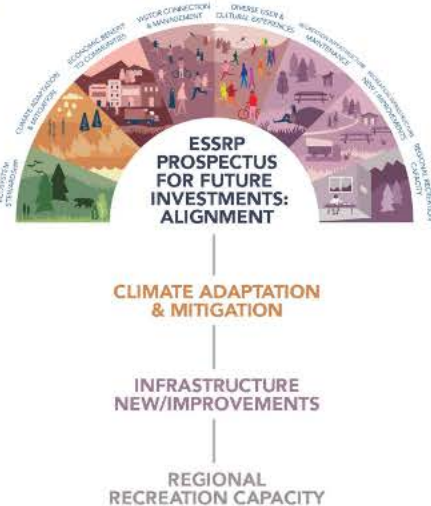 ECOSYSTEM
STEWARDSHIP
CLIMATE ADAPTATION
& MITIGATION
ECONOMIC BENEFIT
TO COMMUNITIES
VISITOR CONNECTION
& MANAGEMENT
DIVERSE USES &
CULTURAL EXPERIENCES
RECREATION INFRASTRUCTURE
MAINTENANCE
RECREATION INFRASTRUCTURE
NEW / IMPROVEMENTS
REGIONAL RECREATION
CAPACITY
ESSRP
PROSPECTUS
FOR FUTURE
INVESTMENTS:
ALIGNMENT
CLIMATE ADAPTATION
& MITIGATION
INFRASTRUCTURE
NEW/IMPROVEMENTS
REGIONAL
RECREATION CAPACITY